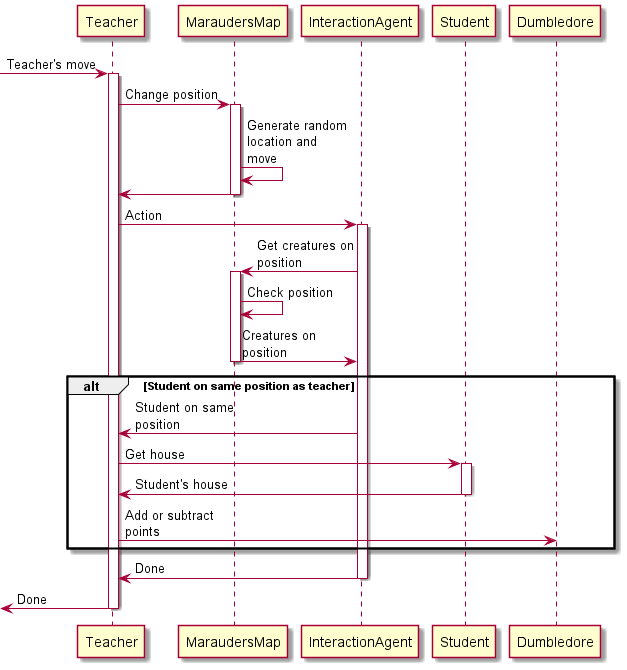 Teacher MaraudersMap InteractionAgent Student Dumbledore
Teacher's move
Change position
Generate random
location and
move
Action
Get creatures on
position
Check position
Creatures on
position
alt [Student on same position as teacher]
Student on same
position
Get house
Student's house
Add or subtract
points
Done
Done
Teacher MaraudersMap InteractionAgent Student Dumbledore